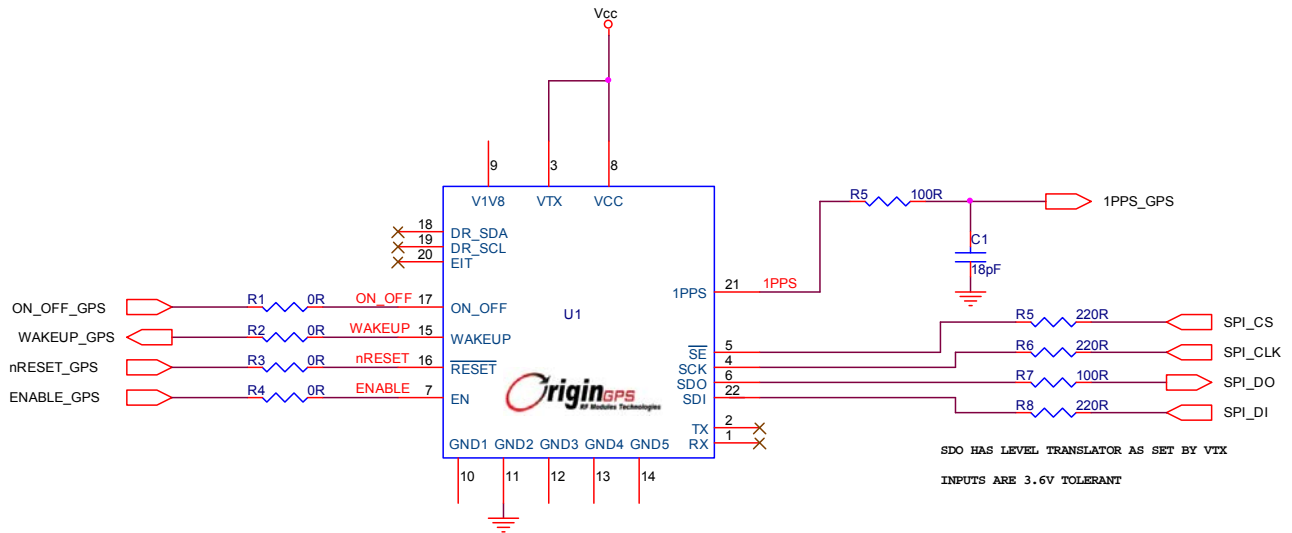 Vcc
9
3
8
V1V8 VTX VCC
R5 100R
1PPS_GPS
18 DR_SDA
19 DR_SCL
20 EIT
C1
18pF
1PPS 21 1PPS
ON_OFF_GPS R1 0R ON_OFF 17 ON_OFF
U1
WAKEUP_GPS R2 0R WAKEUP 15 WAKEUP
nRESET_GPS R3 0R nRESET 16 RESET
ENABLE_GPS R4 0R ENABLE 7 EN
OriginGPS
RF Modules Technologies
SE 5 R5 220R SPI_CS
SCK 4 R6 220R SPI_CLK
SDO 6 R7 100R SPI_DO
SDI 22 R8 220R SPI_DI
TX 2
RX 1
GND1 GND2 GND3 GND4 GND5
10 11 12 13 14
SDO HAS LEVEL TRANSLATOR AS SET BY VTX
INPUTS ARE 3.6V TOLERANT